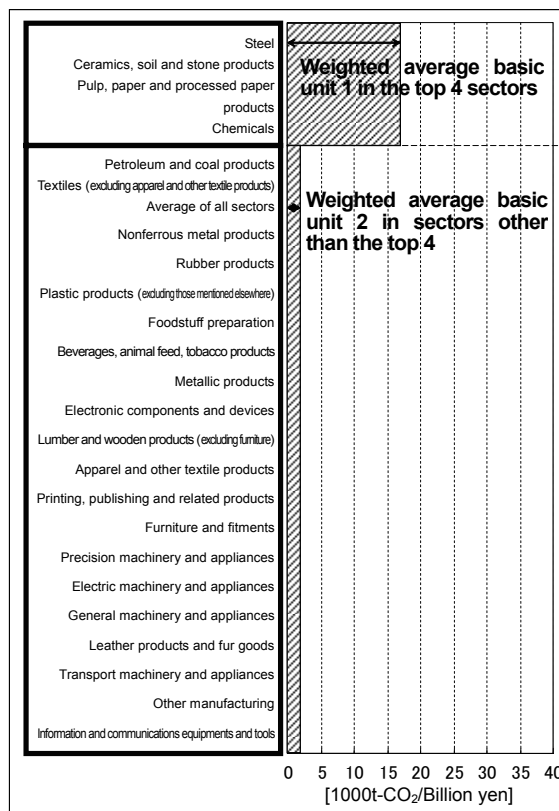 Steel
Ceramics, soil and stone products
Pulp, paper and processed paper
products
Chemicals
Weighted average basic
unit 1 in the top 4 sectors
Petroleum and coal products
Textiles (excluding apparel and other textile products)
Average of all sectors
Nonferrous metal products
Rubber products
Plastic products (excluding those mentioned elsewhere)
Foodstuff preparation
Beverages, animal feed, tobacco products
Metallic products
Electronic components and devices
Lumber and wooden products (excluding furniture)
Apparel and other textile products
Printing, publishing and related products
Furniture and fitments
Precision machinery and appliances
Electric machinery and appliances
General machinery and appliances
Leather products and fur goods
Transport machinery and appliances
Other manufacturing
Information and communications equipments and tools
Weighted average basic
unit 2 in sectors other
than the top 4
0 5 10 15 20 25 30 35 40
[1000t-CO₂/Billion yen]